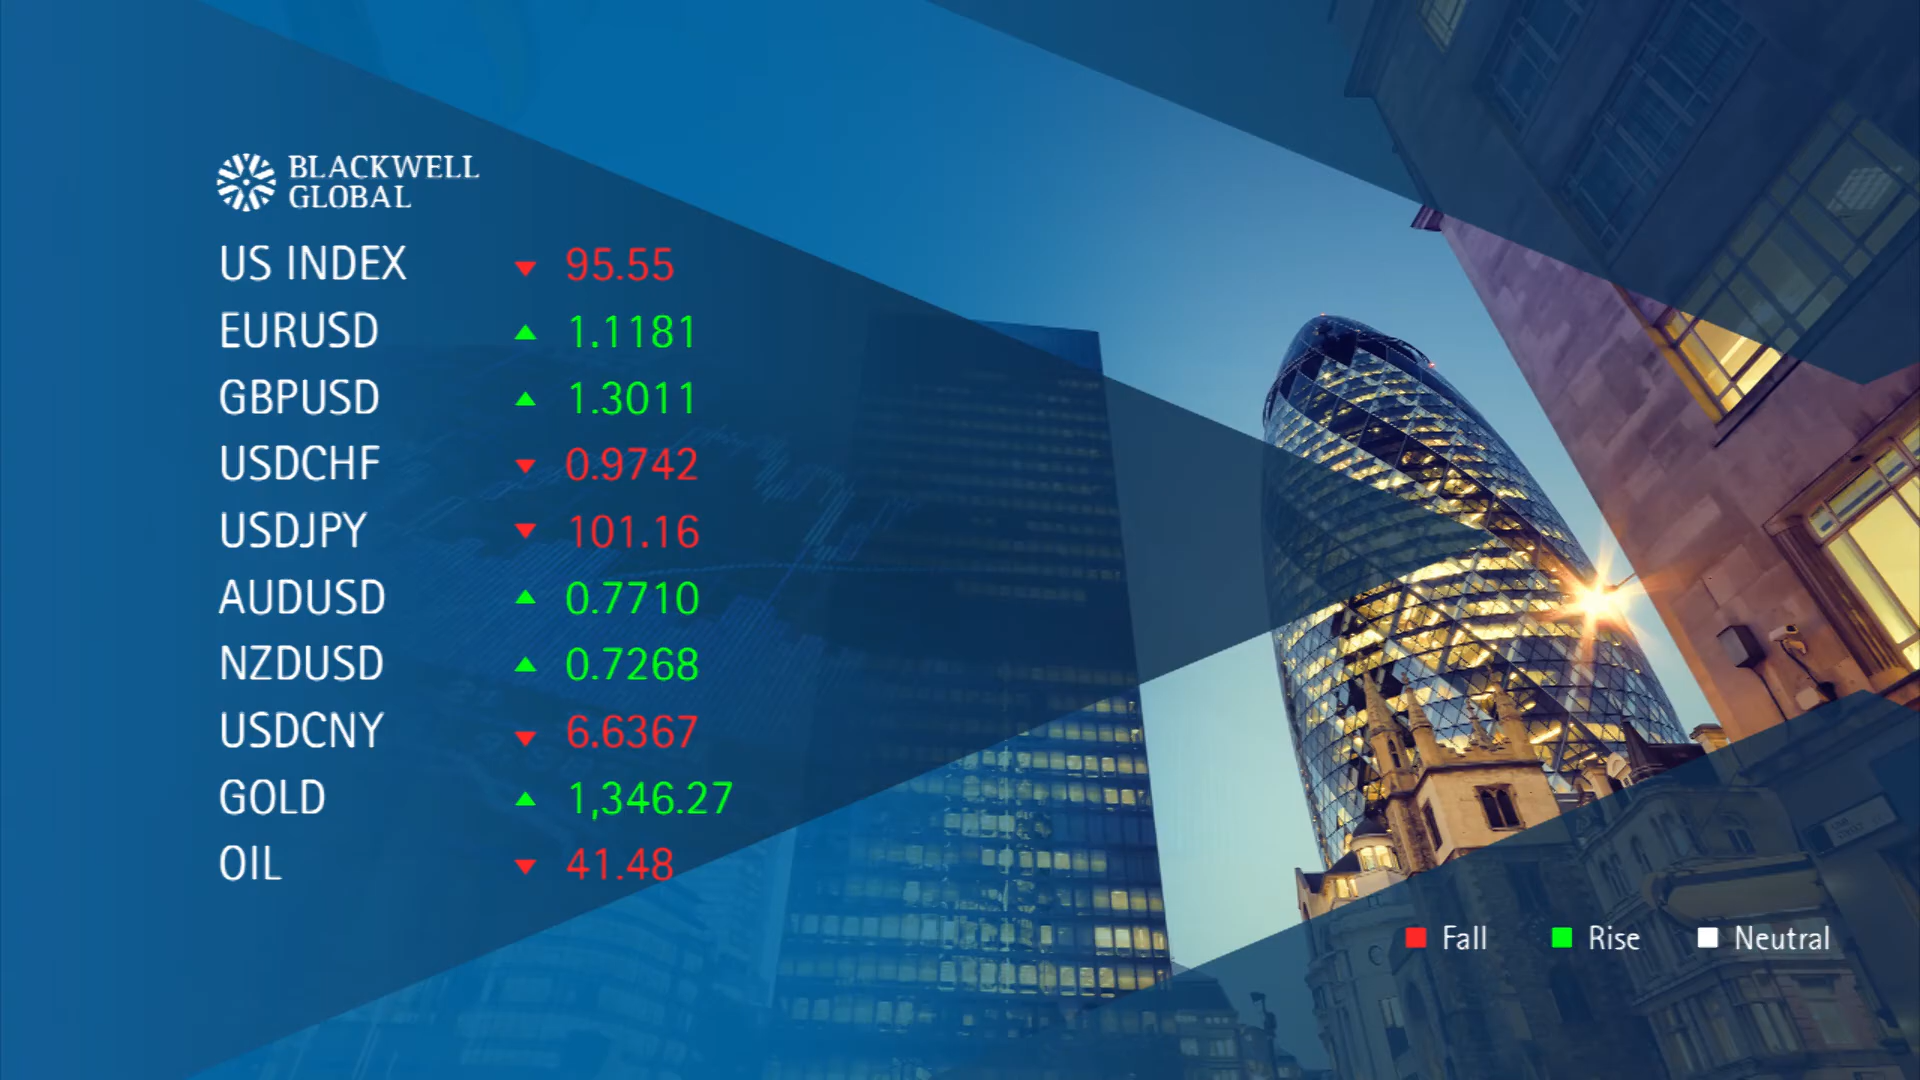 BLACKWELL
GLOBAL
US INDEX ▼ 95.55
EURUSD ▲ 1.1181
GBPUSD ▲ 1.3011
USDCHF ▼ 0.9742
USDJPY ▼ 101.16
AUDUSD ▲ 0.7710
NZDUSD ▲ 0.7268
USDCNY ▼ 6.6367
GOLD ▲ 1,346.27
OIL ▼ 41.48
Fall Rise Neutral